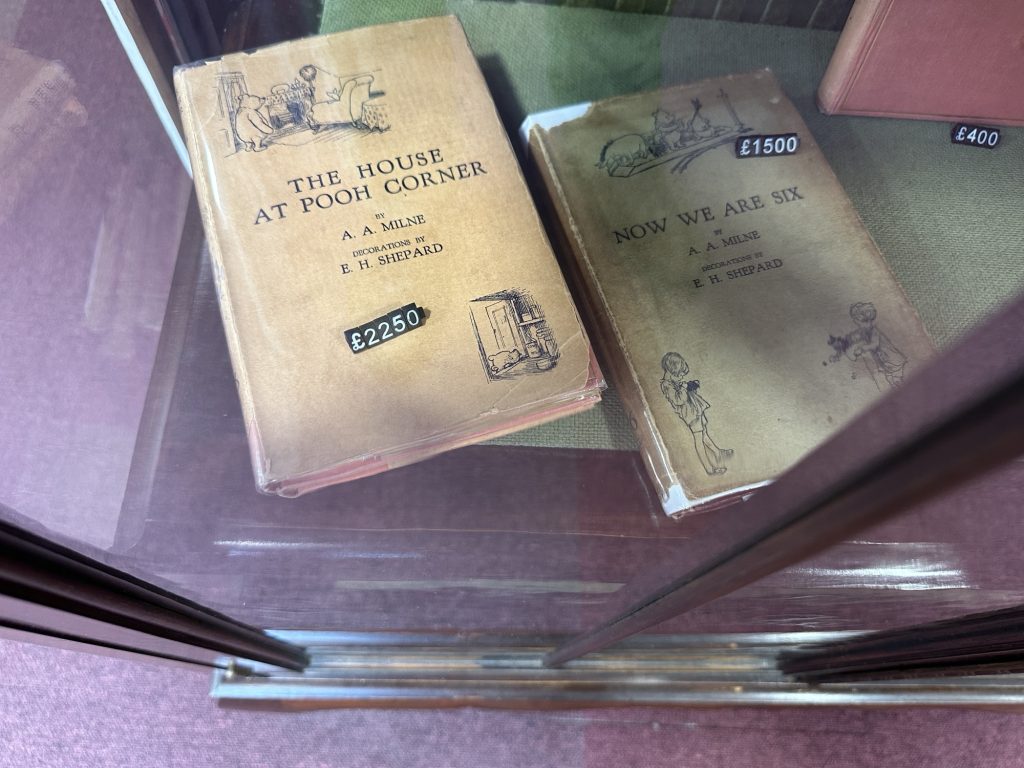 THE HOUSE
AT POOH CORNER
BY
A. A. MILNE
DECORATIONS BY
E. H. SHEPARD
£2250
£1500
NOW WE ARE SIX
BY
A. A. MILNE
DECORATIONS BY
E. H. SHEPARD
£400